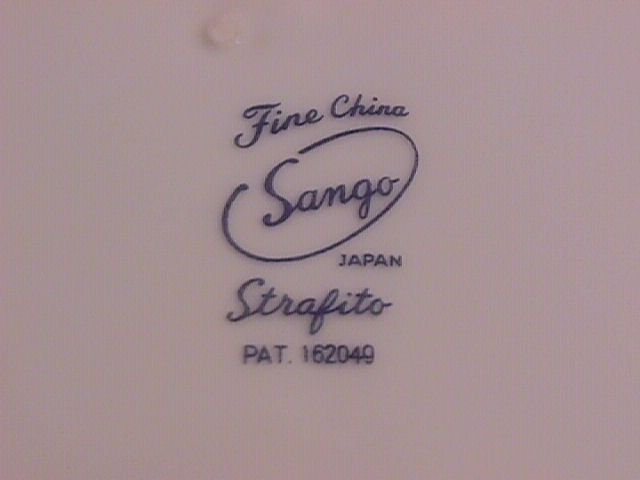 Fine China
Sango
JAPAN
Strafito
PAT. 162049